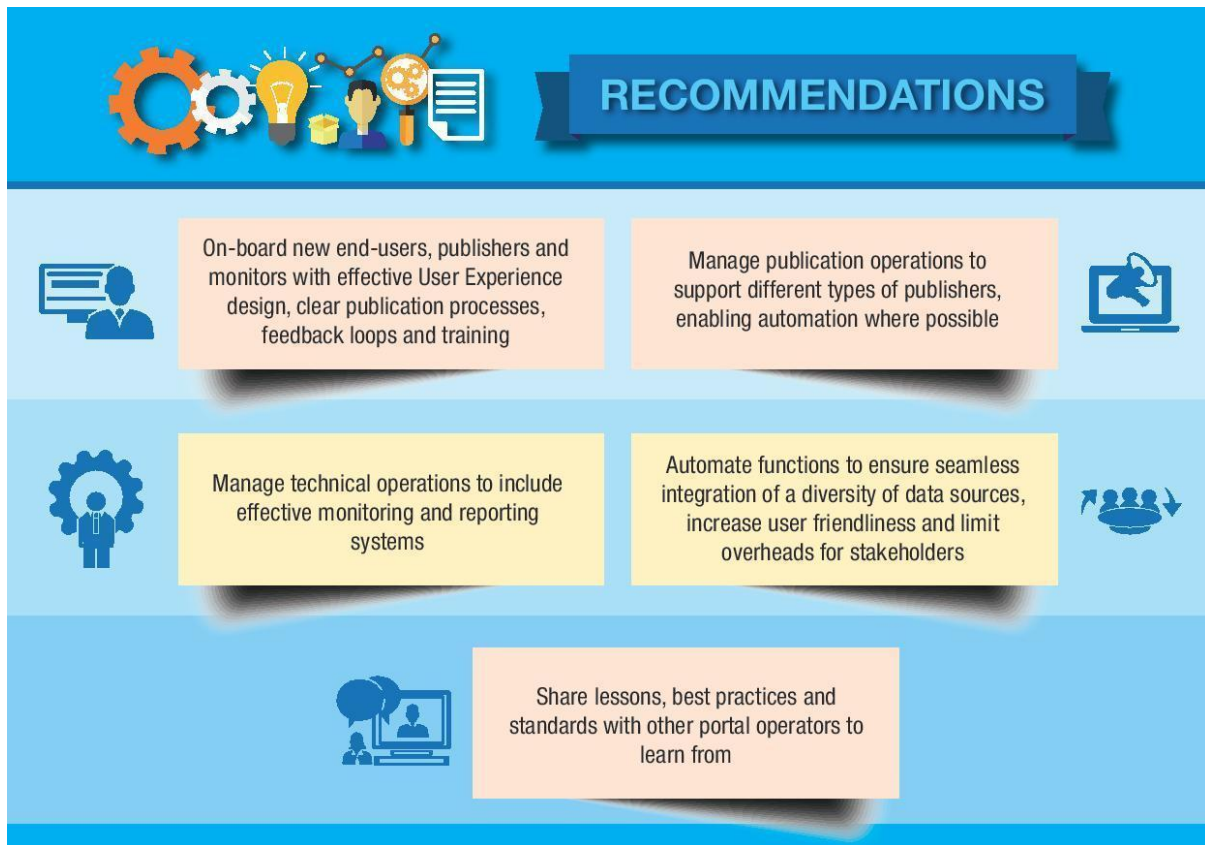 RECOMMENDATIONS
On-board new end-users, publishers and
monitors with effective User Experience
design, clear publication processes,
feedback loops and training
Manage publication operations to
support different types of publishers,
enabling automation where possible
Manage technical operations to include
effective monitoring and reporting
systems
Automate functions to ensure seamless
integration of a diversity of data sources,
increase user friendliness and limit
overheads for stakeholders
Share lessons, best practices and
standards with other portal operators to
learn from